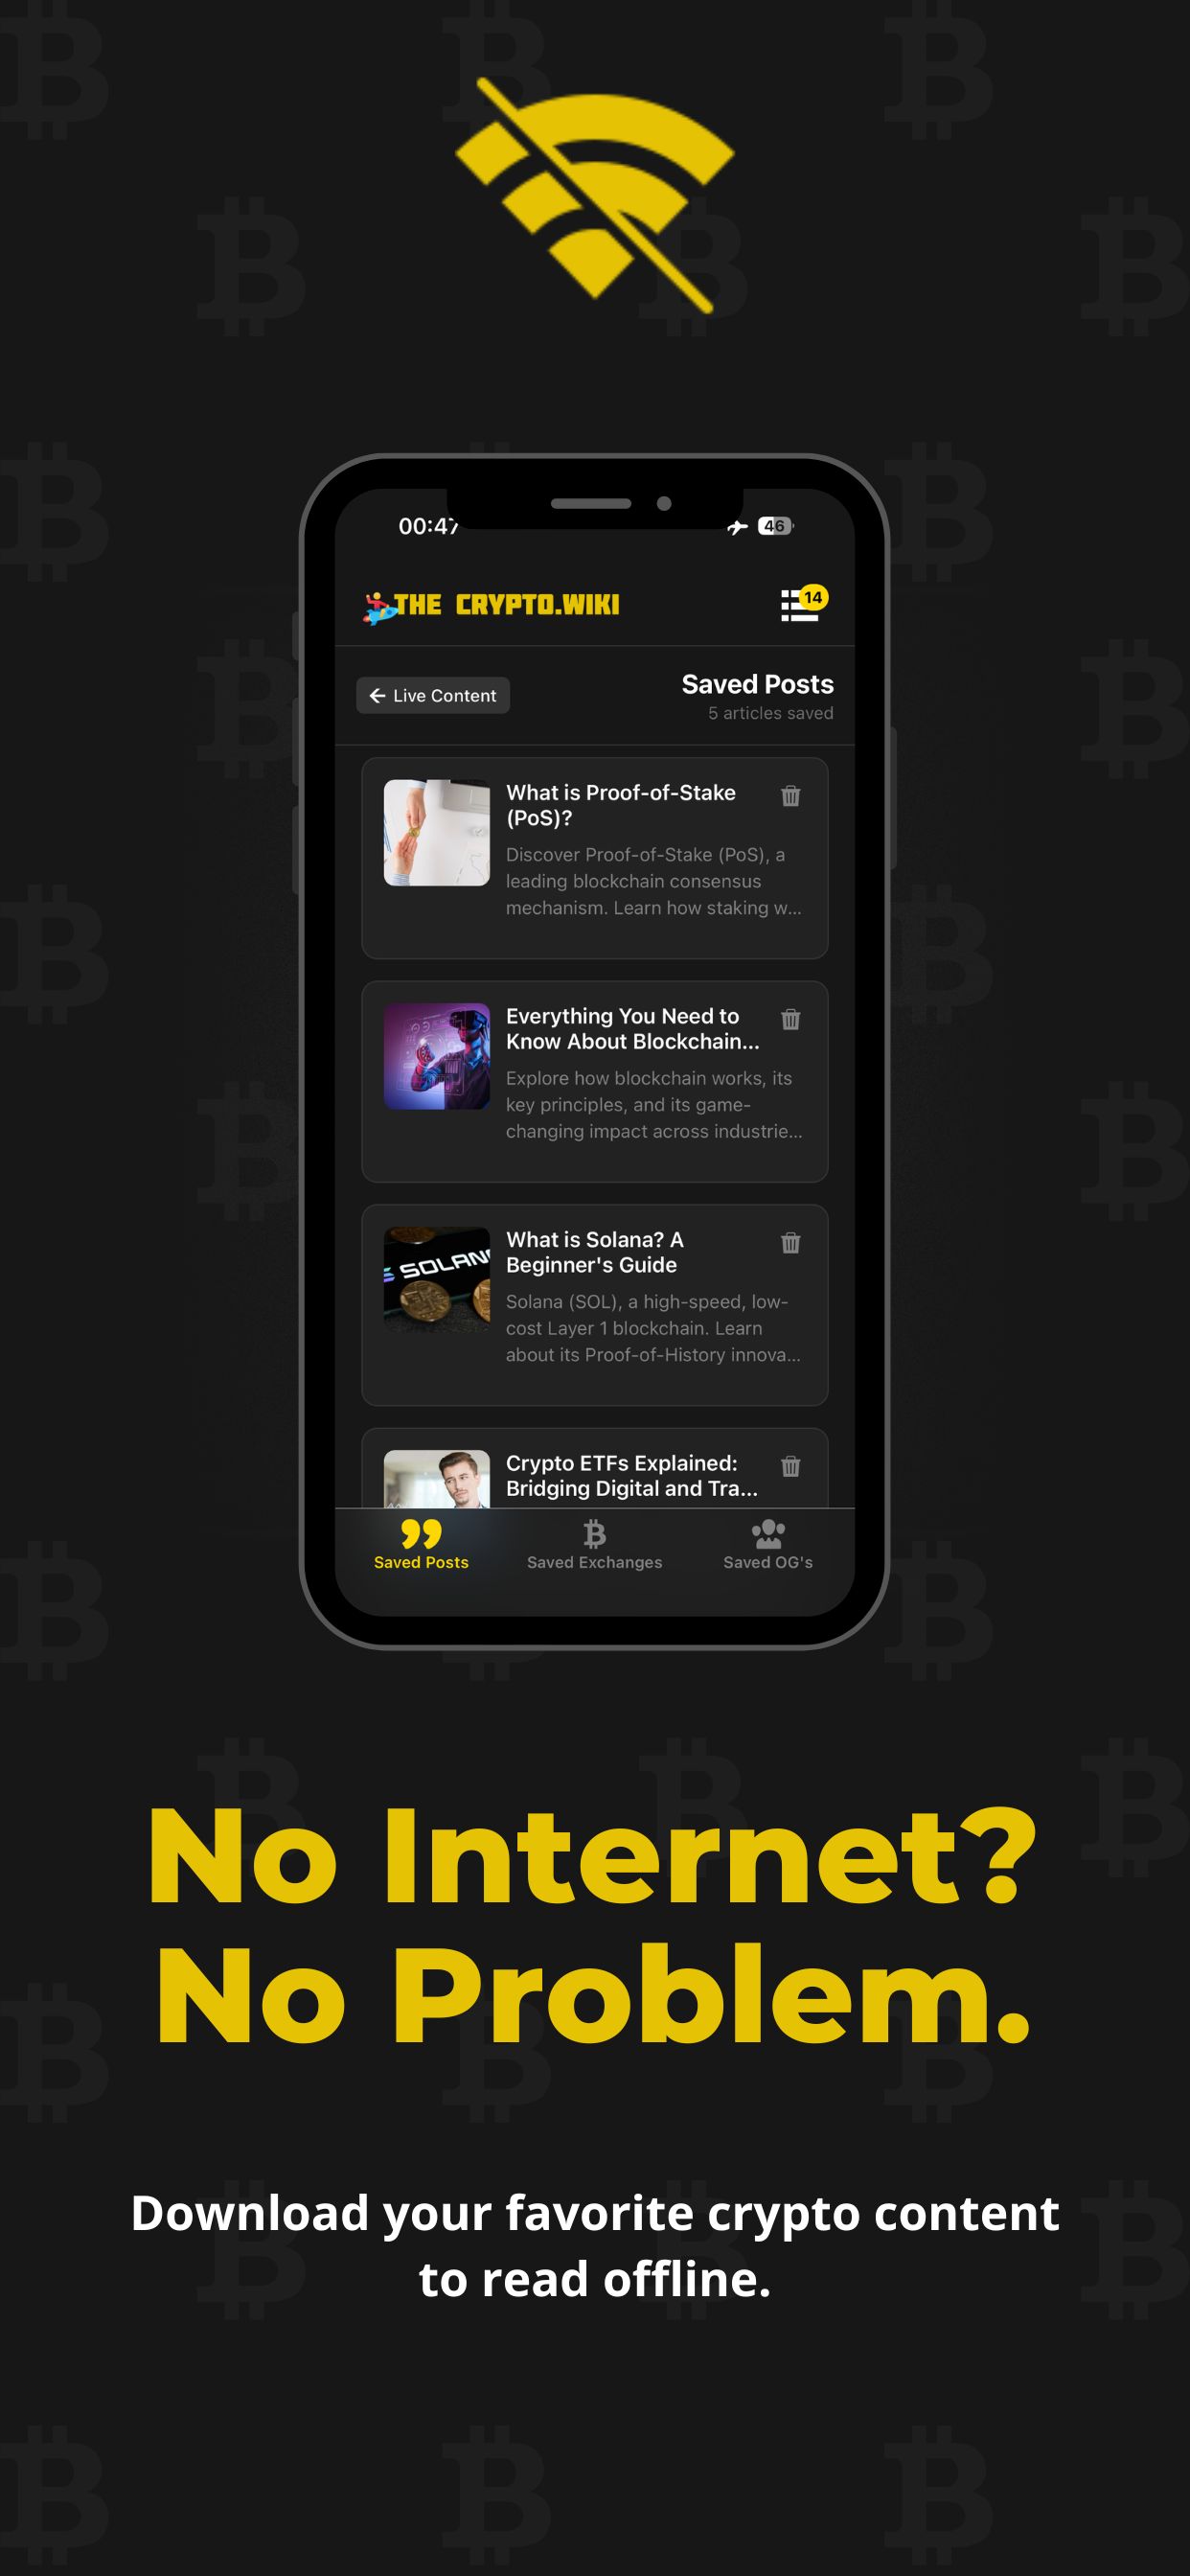 00:47
46
THE CRYPTO.WIKI
14
Live Content
Saved Posts
5 articles saved
What is Proof-of-Stake
(PoS)?
Discover Proof-of-Stake (PoS), a
leading blockchain consensus
mechanism. Learn how staking w...
Everything You Need to
Know About Blockchain...
Explore how blockchain works, its
key principles, and its game-
changing impact across industrie...
SOLAN
What is Solana? A
Beginner's Guide
Solana (SOL), a high-speed, low-
cost Layer 1 blockchain. Learn
about its Proof-of-History innova...
Crypto ETFs Explained:
Bridging Digital and Tra...
Saved Posts
Saved Exchanges
Saved OG's
No Internet?
No Problem.
Download your favorite crypto content
to read offline.